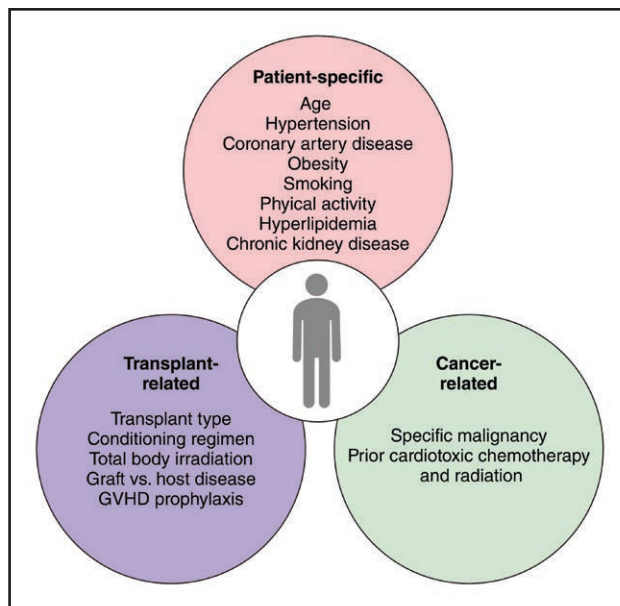 Patient-specific
Age
Hypertension
Coronary artery disease
Obesity
Smoking
Phyical activity
Hyperlipidemia
Chronic kidney disease
Transplant-
related
Transplant type
Conditioning regimen
Total body irradiation
Graft vs. host disease
GVHD prophylaxis
Cancer-
related
Specific malignancy
Prior cardiotoxic chemotherapy
and radiation